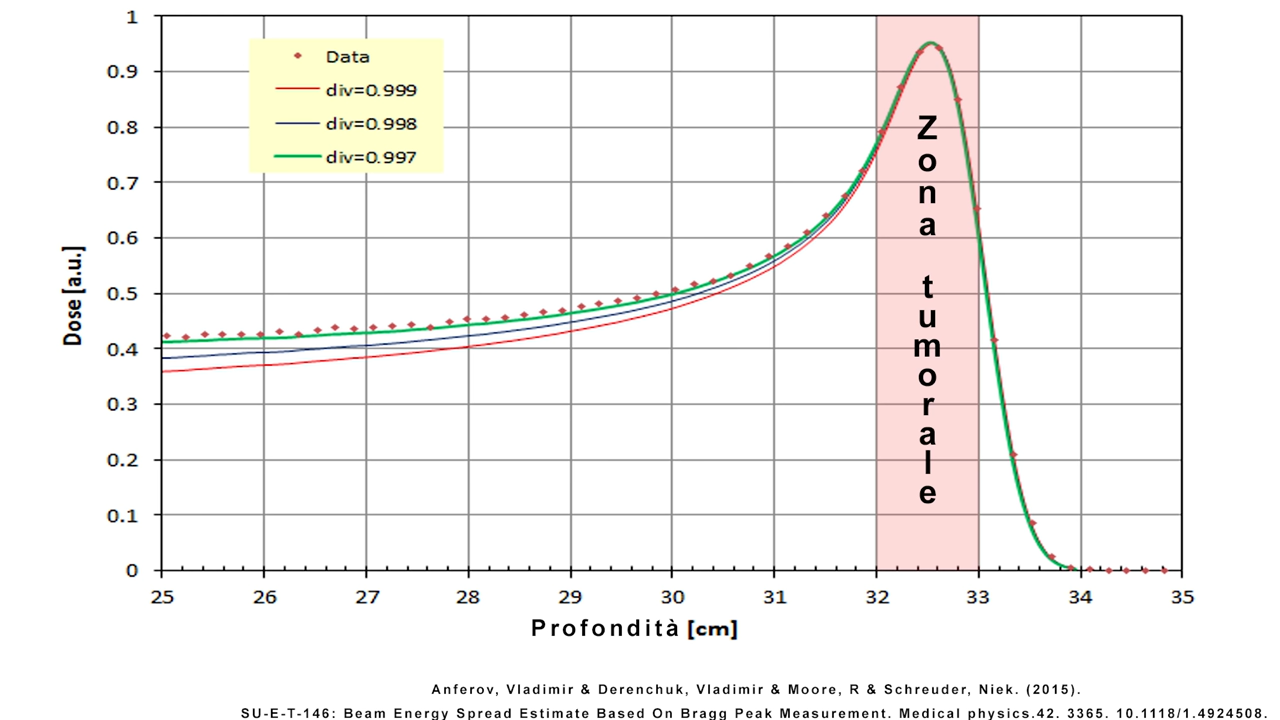 1
0.9
0.8
0.7
0.6
0.5
0.4
0.3
0.2
0.1
0
Dose [a.u.]
Data
div=0.999
div=0.998
div=0.997
Zona tumorale
25 26 27 28 29 30 31 32 33 34 35
Profondità [cm]
Anferov, Vladimir & Derenchuk, Vladimir & Moore, R & Schreuder, Niek. (2015).
SU-E-T-146: Beam Energy Spread Estimate Based On Bragg Peak Measurement. Medical physics.42. 3365. 10.1118/1.4924508.